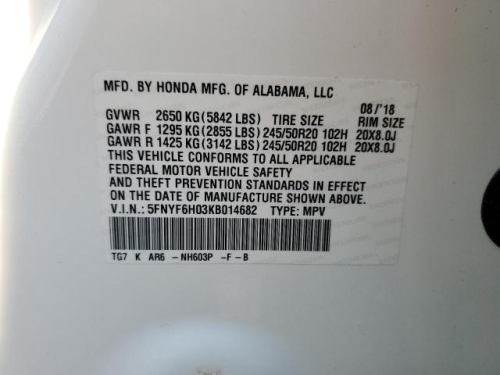 MFD. BY HONDA MFG. OF ALABAMA, LLC
08/'18
GVWR 2650 KG(5842 LBS) TIRE SIZE RIM SIZE
GAWR F 1295 KG(2855 LBS)245/50R20 102H 20X8.0J
GAWR R 1425 KG(3142 LBS)245/50R20 102H 20X8.0J
THIS VEHICLE CONFORMS TO ALL APPLICABLE
FEDERAL MOTOR VEHICLE SAFETY
AND THEFT PREVENTION STANDARDS IN EFFECT
ON THE DATE OF MANUFACTURE SHOWN ABOVE.
V.I.N.: 5FNYF6H03KB014682 TYPE: MPV
TG7 K AR6 -NH603P -F-B